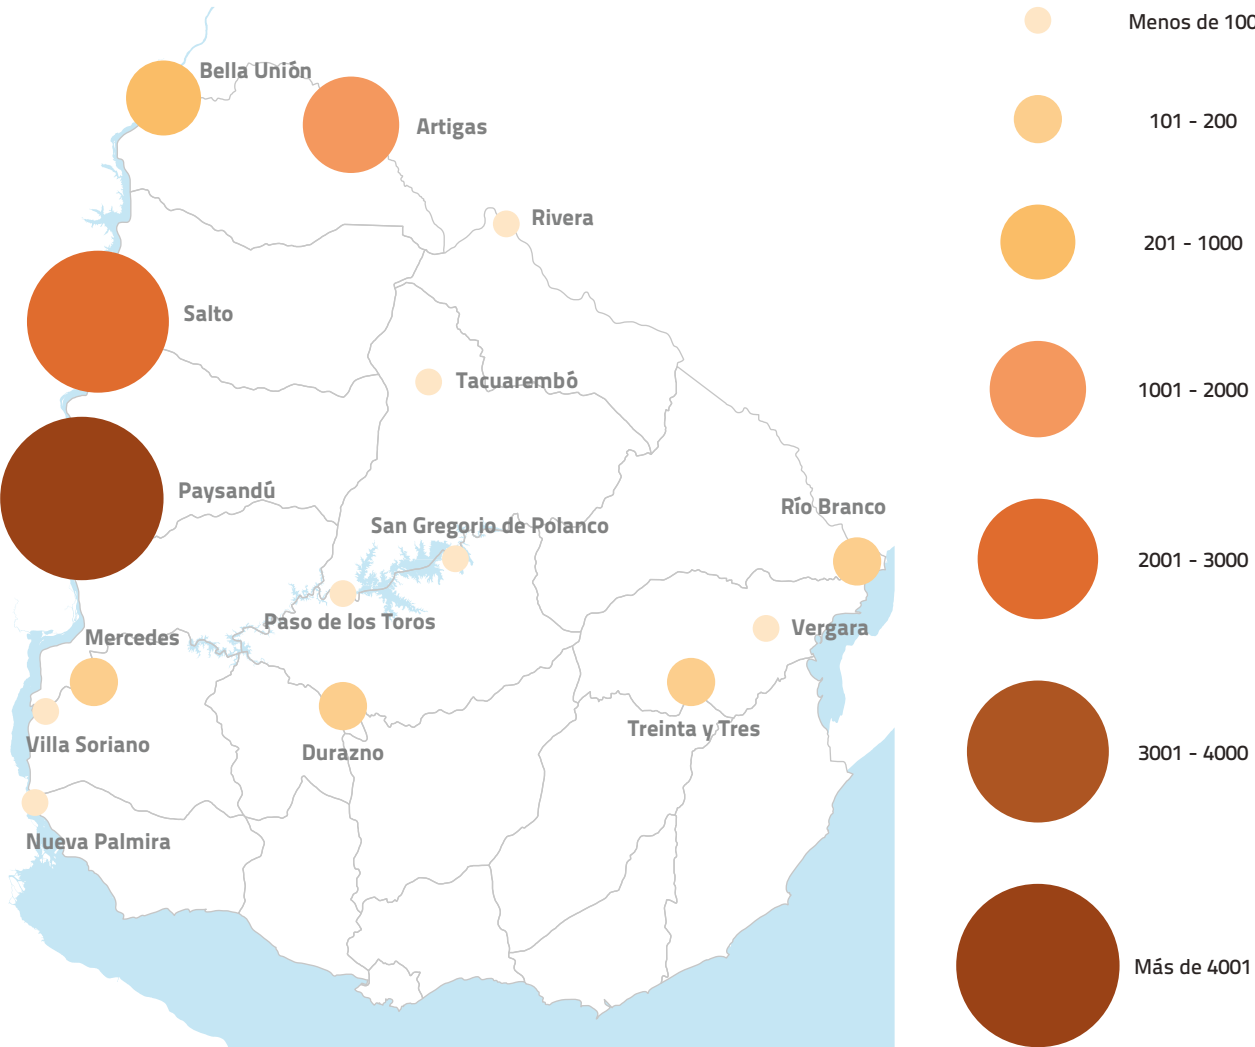 Menos de 100
Bella Unión
101 - 200
Artigas
Rivera
201 - 1000
Salto
Tacuarembó
1001 - 2000
Paysandú
Río Branco
San Gregorio de Polanco
2001 - 3000
Paso de los Toros
Vergara
Mercedes
Treinta y Tres
Villa Soriano
Durazno
3001 - 4000
Nueva Palmira
Más de 4001